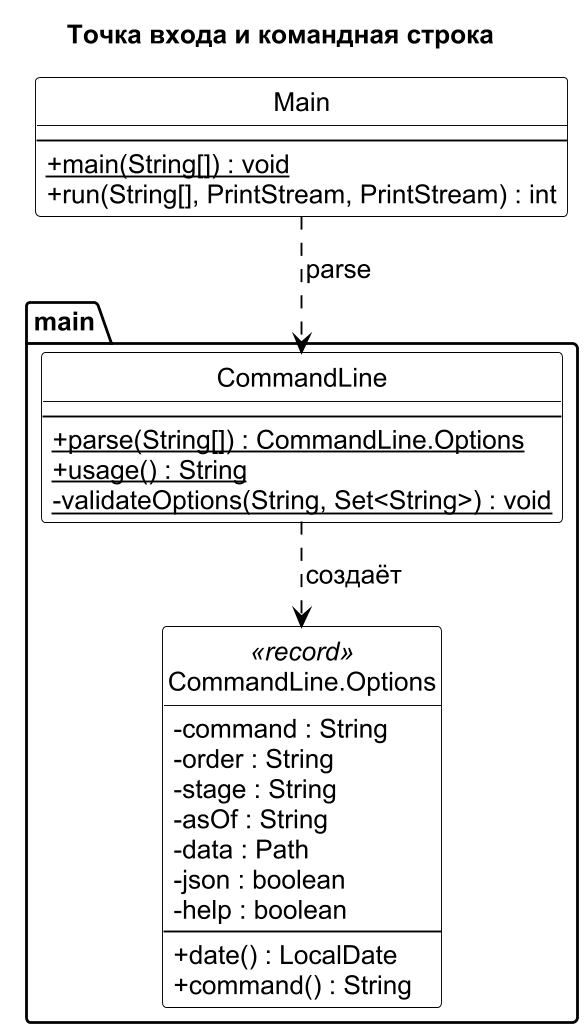 Точка входа и командная строка
Main
+main(String[]) : void
+run(String[], PrintStream, PrintStream) : int
parse
main
CommandLine
+parse(String[]) : CommandLine.Options
+usage() : String
-validateOptions(String, Set<String>) : void
создаёт
«record»
CommandLine.Options
-command : String
-order : String
-stage : String
-asOf : String
-data : Path
-json : boolean
-help : boolean
+date() : LocalDate
+command() : String